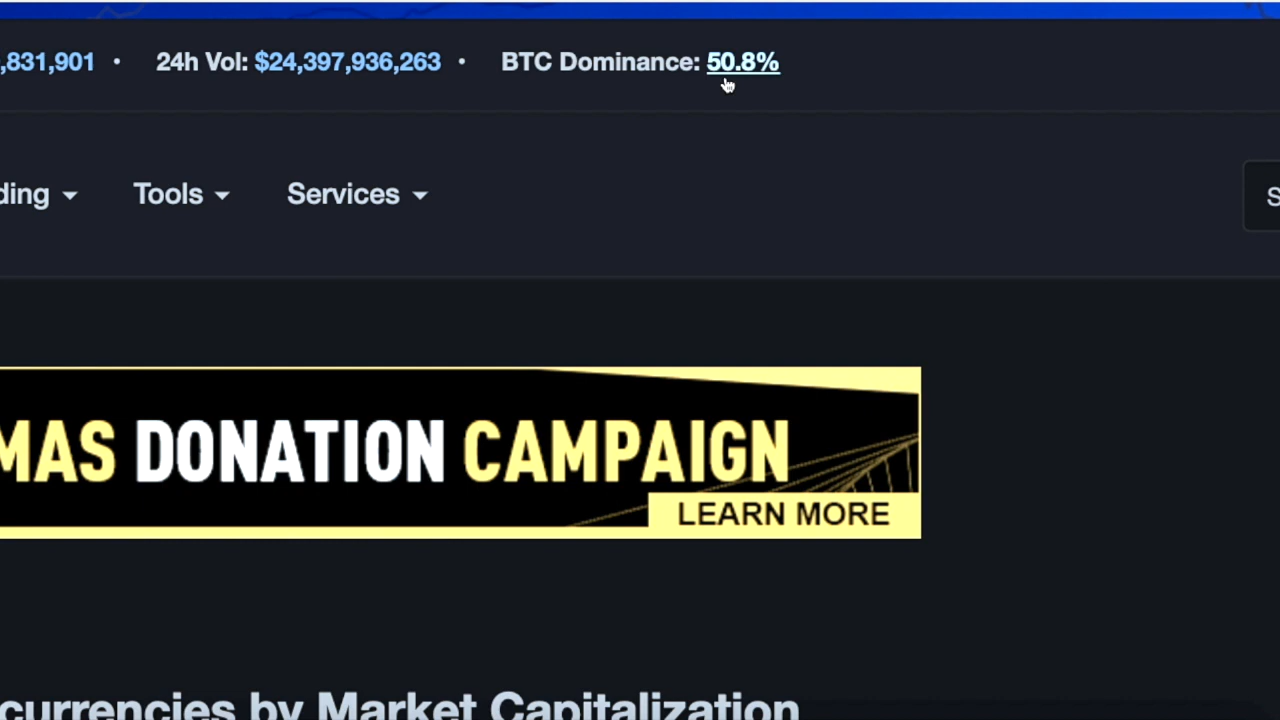 ,831,901 • 24h Vol: $24,397,936,263 • BTC Dominance: 50.8%
ding Tools Services S
MAS DONATION CAMPAIGN
LEARN MORE
currencies by Market Capitalization